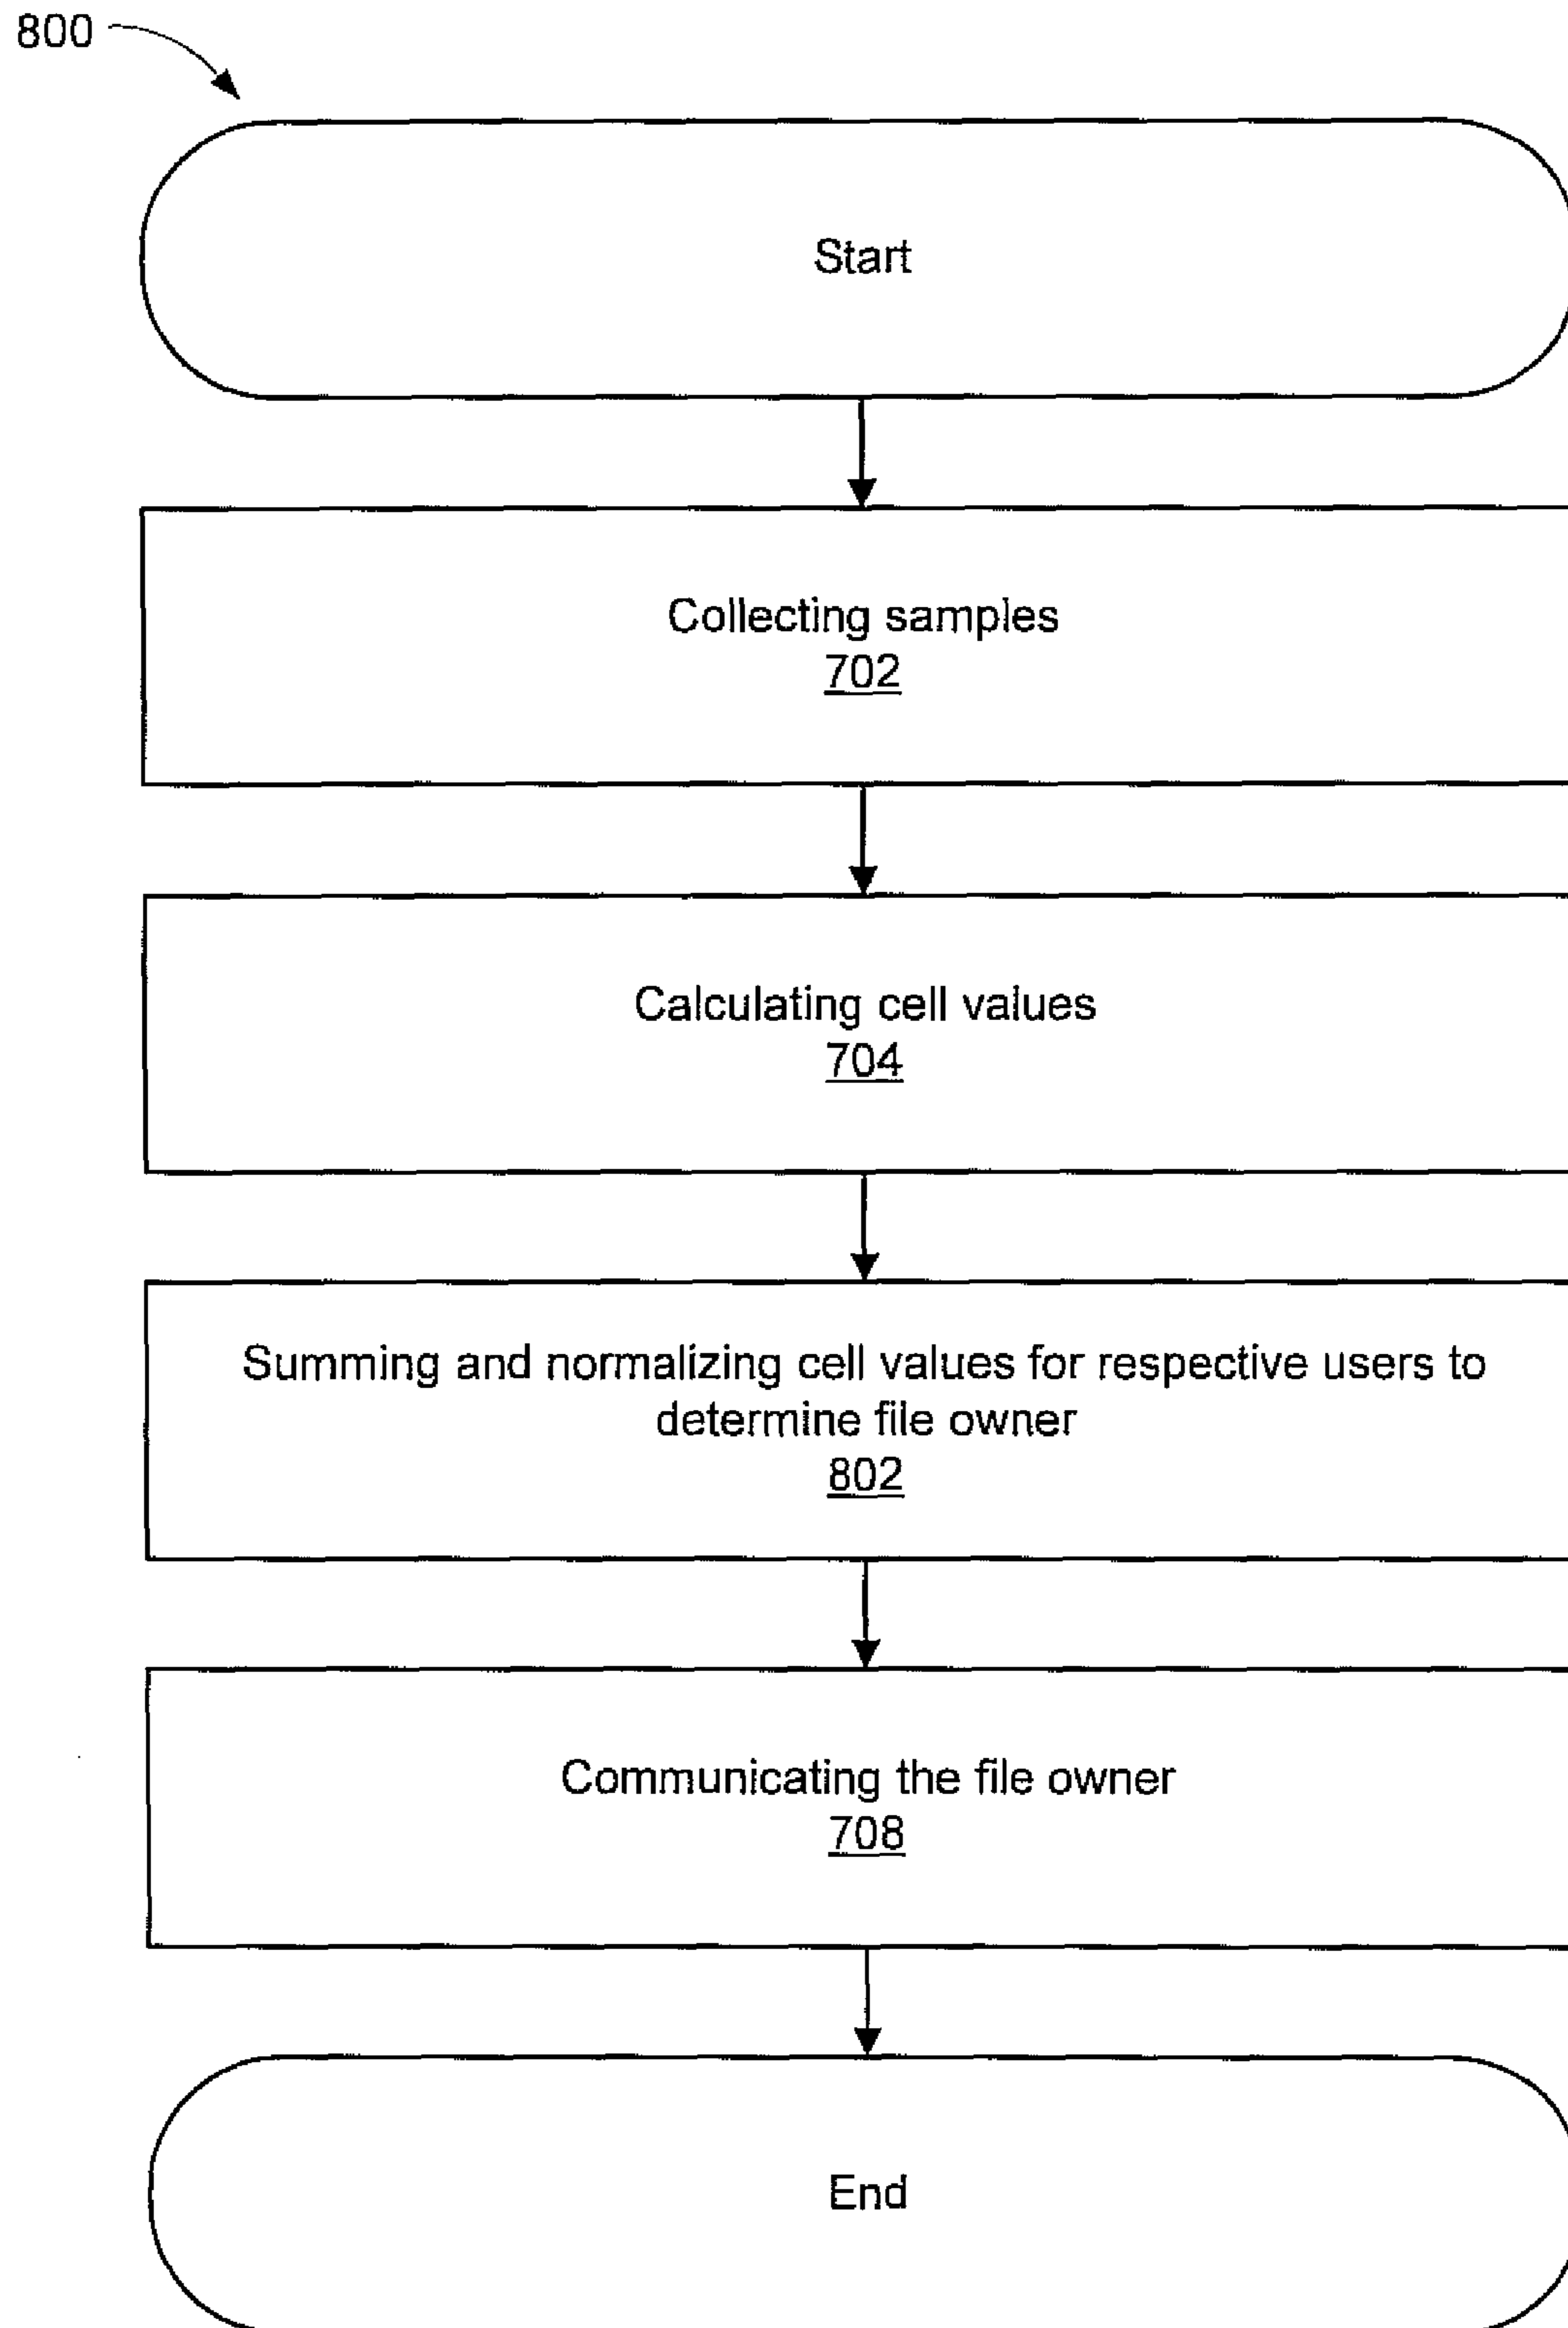 800
Start
Collecting samples
702
Calculating cell values
704
Summing and normalizing cell values for respective users to
determine file owner
802
Communicating the file owner
708
End